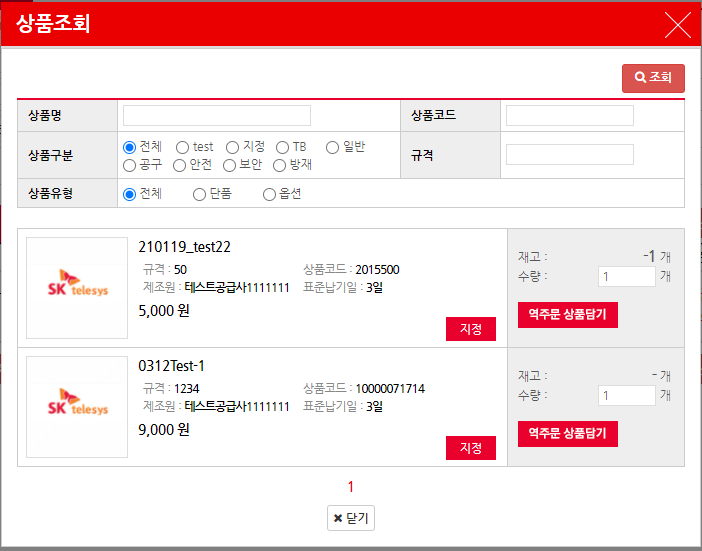 상품조회
조회
상품명 상품코드
상품구분 전체 test 지정 TB 일반 규격
공구 안전 보안 방재
상품유형 전체 단품 옵션
210119_test22
규격 : 50 상품코드 : 2015500
제조원 : 테스트공급사1111111 표준납기일 : 3일
5,000 원
지정
재고 : -1 개
수량 : 1 개
역주문 상품담기
SK telesys
0312Test-1
규격 : 1234 상품코드 : 10000071714
제조원 : 테스트공급사1111111 표준납기일 : 3일
9,000 원
지정
재고 : - 개
수량 : 1 개
역주문 상품담기
SK telesys
1
닫기